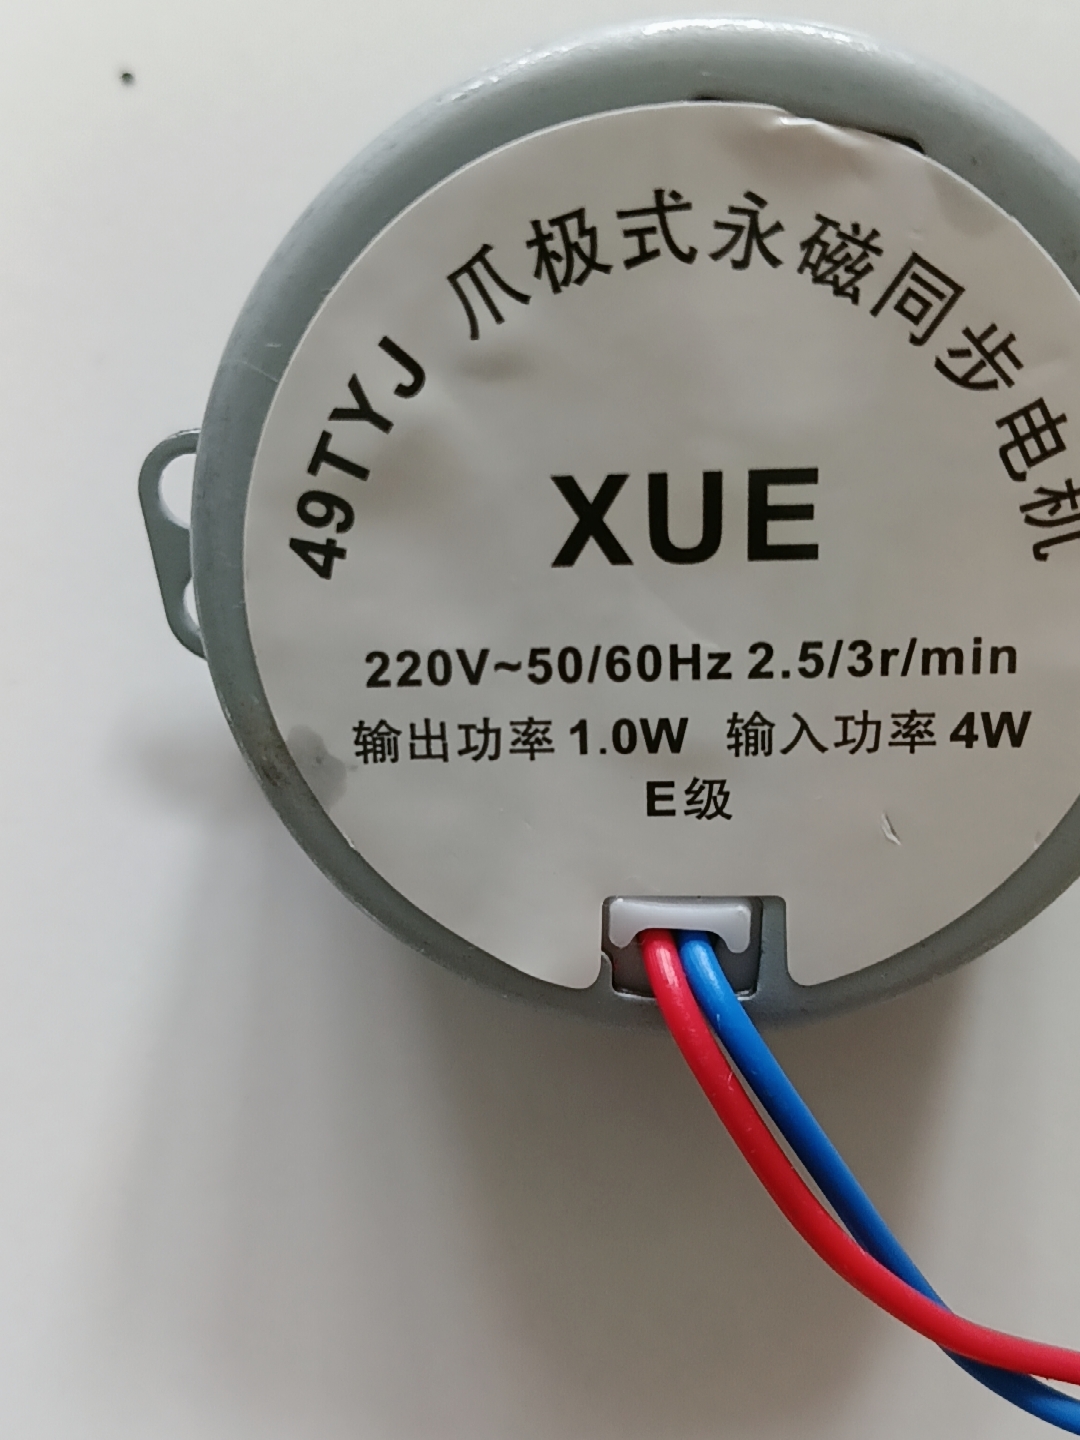 49TYJ 爪极式永磁同步电机
XUE
220V~50/60Hz 2.5/3r/min
输出功率 1.0W 输入功率 4W
E级